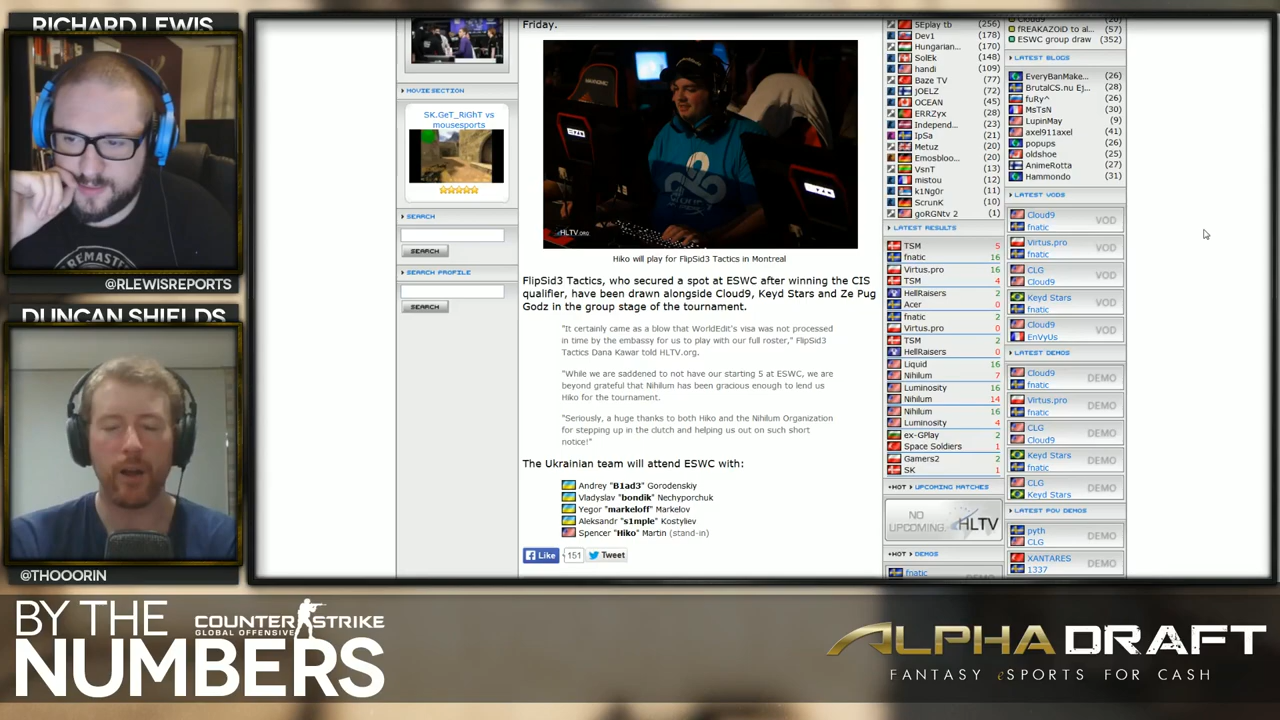 RICHARD LEWIS
REMASTE
@RLEWISREPORTS
DUNCAN SHIELDS
@THOOORIN
MOVIE SECTION
SK.GeT_RiGhT vs
mousesports
SEARCH
SEARCH
SEARCH PROFILE
SEARCH
Friday.
EIZO
HLTV.ORG
Hiko will play for FlipSid3 Tactics in Montreal
FlipSid3 Tactics, who secured a spot at ESWC after winning the CIS
qualifier, have been drawn alongside Cloud9, Keyd Stars and Ze Pug
Godz in the group stage of the tournament.
"It certainly came as a blow that WorldEdit's visa was not processed
in time by the embassy for us to play with our full roster," FlipSid3
Tactics Dana Kawar told HLTV.org.
"While we are saddened to not have our starting 5 at ESWC, we are
beyond grateful that Nihilum has been gracious enough to lend us
Hiko for the tournament.
"Seriously, a huge thanks to both Hiko and the Nihilum Organization
for stepping up in the clutch and helping us out on such short
notice!"
The Ukrainian team will attend ESWC with:
Andrey "B1ad3" Gorodenskiy
Vladyslav "bondik" Nechyporchuk
Yegor "markeloff" Markelov
Aleksandr "s1mple" Kostyliev
Spencer "Hiko" Martin (stand-in)
Like 151 Tweet
SEplay tb (256)
Dev1 (178)
Hungarian... (170)
SolEk (148)
handi (109)
Baze TV (77)
jOELZ (72)
OCEAN (45)
ERRZyx (28)
Independ... (23)
IpSa (21)
Metuz (20)
Emosbloo... (20)
VsnT (13)
mistou (12)
k1Ng0r (11)
ScrunK (10)
goRGNtv 2 (1)
LATEST RESULTS
TSM 5
fnatic 16
Virtus.pro 16
TSM 4
HellRaisers 2
Acer 0
fnatic 2
Virtus.pro 0
TSM 2
HellRaisers 0
Liquid 16
Nihilum 7
Luminosity 16
Nihilum 14
Nihilum 16
Luminosity 4
ex-GPlay 2
Space Soldiers 1
Gamers2 2
SK 1
HOT UPCOMING MATCHES
NO
UPCOMING HLTV
HOT DEMOS
fnatic DEMO
Cloud9 (20)
fREAKAZOiD to al... (57)
ESWC group draw (352)
LATEST BLOGS
EveryBanMake... (26)
BrutalCS.nu Ej... (28)
fuRy^ (26)
MsTsN (30)
LupinMay (34)
axel911axel (41)
popups (26)
oldshoe (25)
AnimeRotta (27)
Hammondo (31)
LATEST VODS
Cloud9
fnatic VOD
Virtus.pro
fnatic VOD
CLG
Cloud9 VOD
Keyd Stars
fnatic VOD
Cloud9
EnVyUs VOD
LATEST DEMOS
Cloud9
fnatic DEMO
Virtus.pro
fnatic DEMO
CLG
Cloud9 DEMO
Keyd Stars
fnatic DEMO
CLG
Keyd Stars DEMO
LATEST POV DEMOS
pyth
CLG DEMO
XANTARES
1337 DEMO
BY THE
NUMBERS
COUNTER STRIKE
GLOBAL OFFENSIVE
ALPHADRAFT
FANTASY eSPORTS FOR CASH